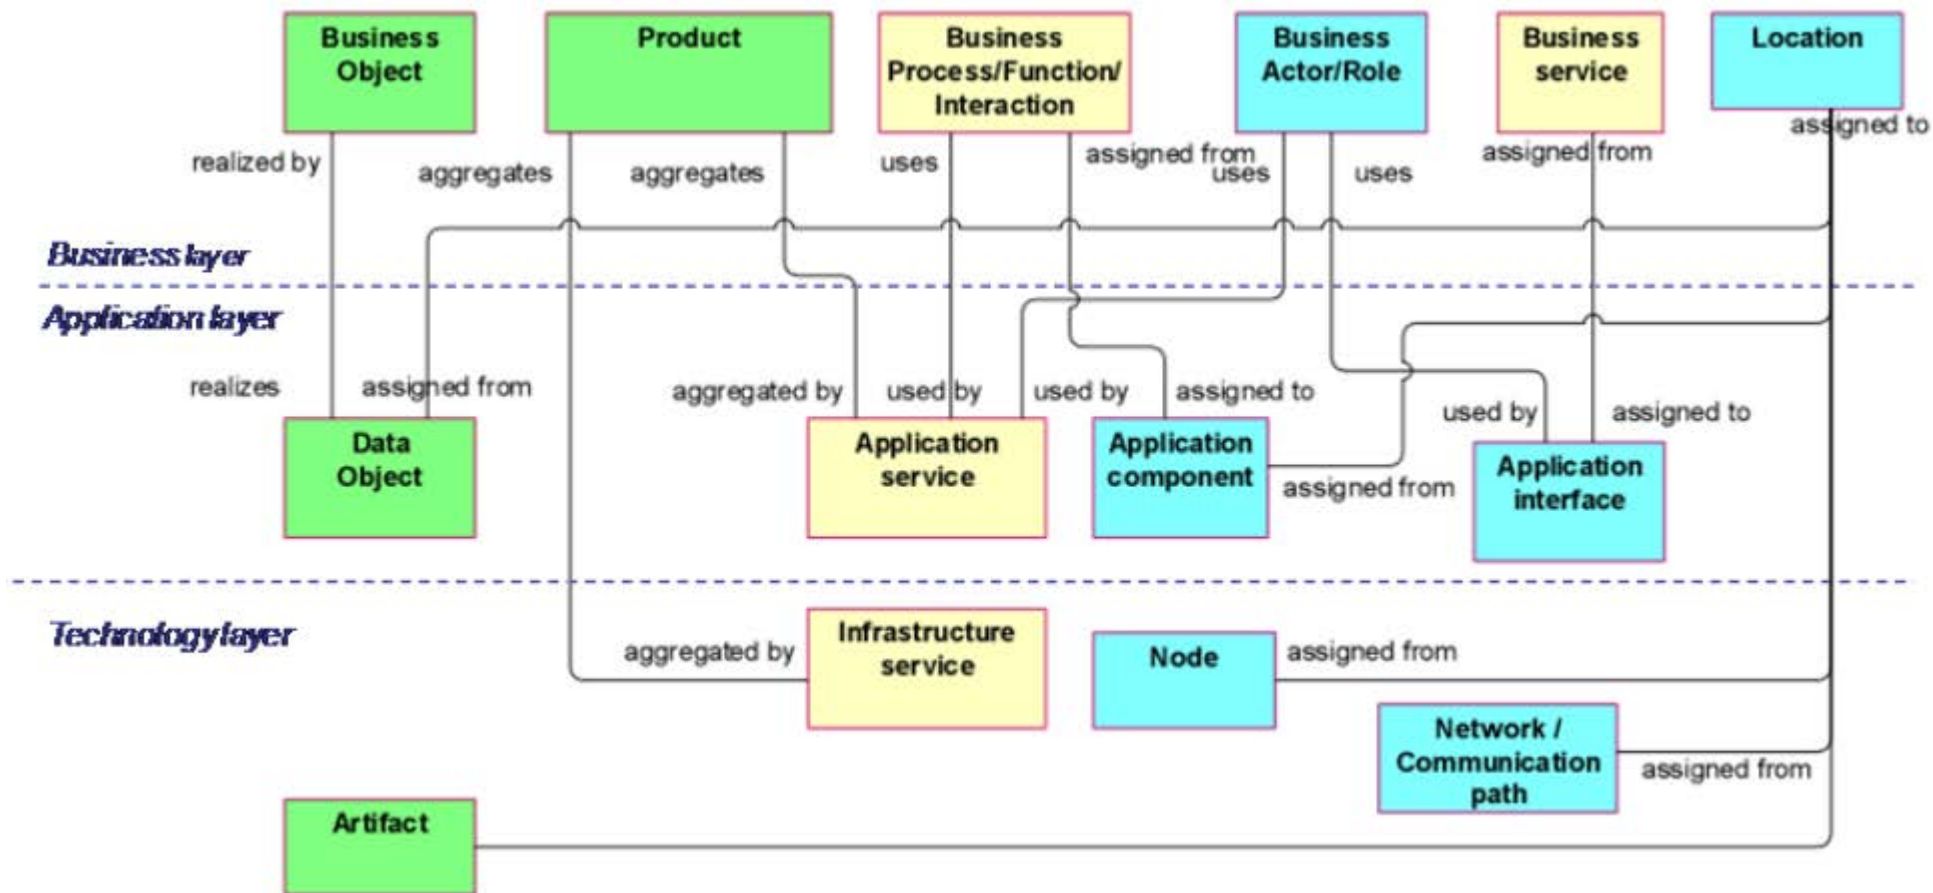 Business
Object
Product
Business
Process/Function/
Interaction
Business
Actor/Role
Business
service
Location
assigned to
realized by
aggregates
aggregates
uses
assigned from
uses
uses
assigned from
Business layer
Application layer
realizes
assigned from
aggregated by
used by
used by
assigned to
used by
assigned to
Data
Object
Application
service
Application
component
assigned from
Application
interface
Technology layer
aggregated by
Infrastructure
service
Node
assigned from
Network /
Communication
path
assigned from
Artifact